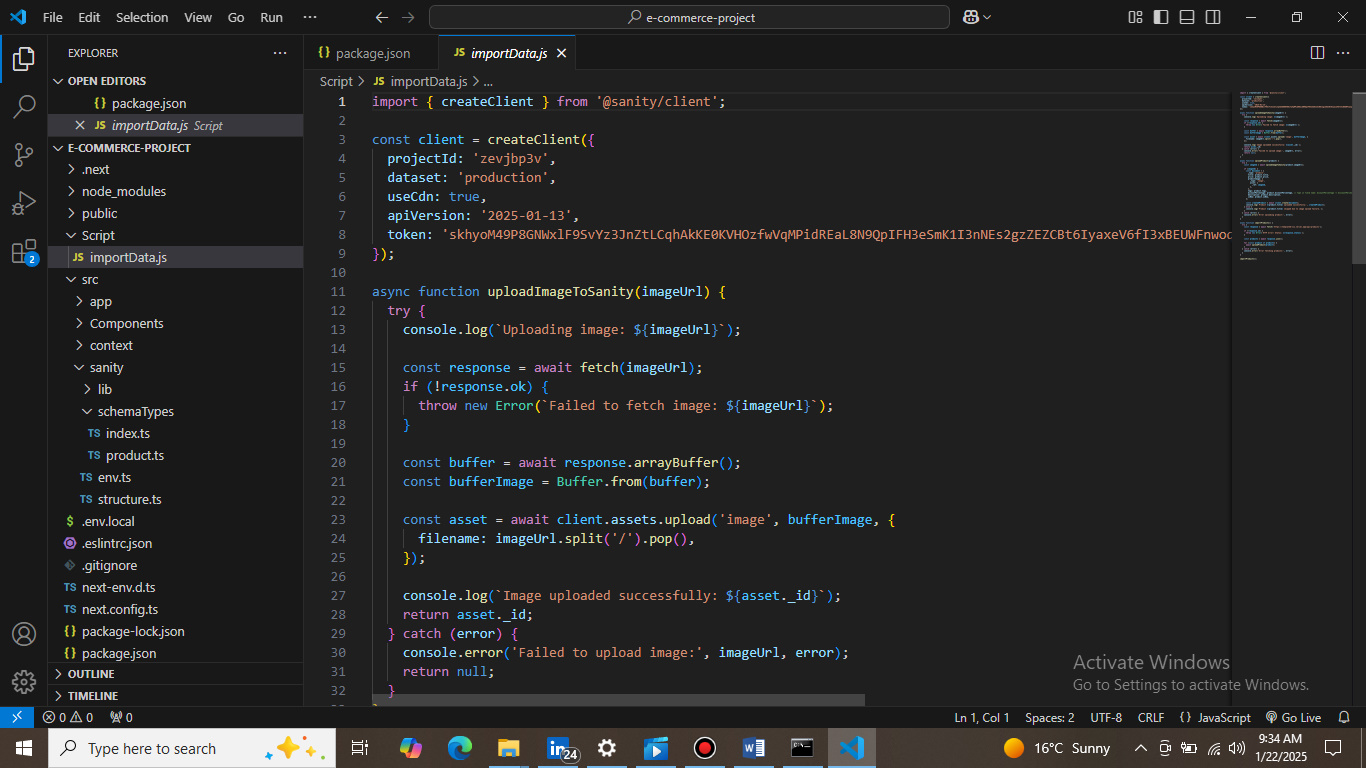 File Edit Selection View Go Run ··· e-commerce-project
EXPLORER ···
OPEN EDITORS
{} package.json
JS importData.js Script
E-COMMERCE-PROJECT
.next
node_modules
public
Script
JS importData.js
src
app
Components
context
sanity
lib
schemaTypes
TS index.ts
TS product.ts
TS env.ts
TS structure.ts
$ .env.local
.eslintrc.json
.gitignore
TS next-env.d.ts
TS next.config.ts
{} package-lock.json
{} package.json
OUTLINE
TIMELINE
2
{} package.json JS importData.js
Script > JS importData.js > ...
1 import { createClient } from '@sanity/client';
2
3 const client = createClient({
4 projectId: 'zevjbp3v',
5 dataset: 'production',
6 useCdn: true,
7 apiVersion: '2025-01-13',
8 token:
9 });
10
11 async function uploadImageToSanity(imageUrl) {
12 try {
13 console.log(`Uploading image: ${imageUrl}`);
14
15 const response = await fetch(imageUrl);
16 if (!response.ok) {
17 throw new Error(`Failed to fetch image: ${imageUrl}`);
18 }
19
20 const buffer = await response.arrayBuffer();
21 const bufferImage = Buffer.from(buffer);
22
23 const asset = await client.assets.upload('image', bufferImage, {
24 filename: imageUrl.split('/').pop(),
25 });
26
27 console.log(`Image uploaded successfully: ${asset._id}`);
28 return asset._id;
29 } catch (error) {
30 console.error('Failed to upload image:', imageUrl, error);
31 return null;
32 }
Activate Windows
Go to Settings to activate Windows.
0 0 0 Ln 1, Col 1 Spaces: 2 UTF-8 CRLF {} JavaScript Go Live
Type here to search
24
16°C Sunny
9:34 AM
1/22/2025